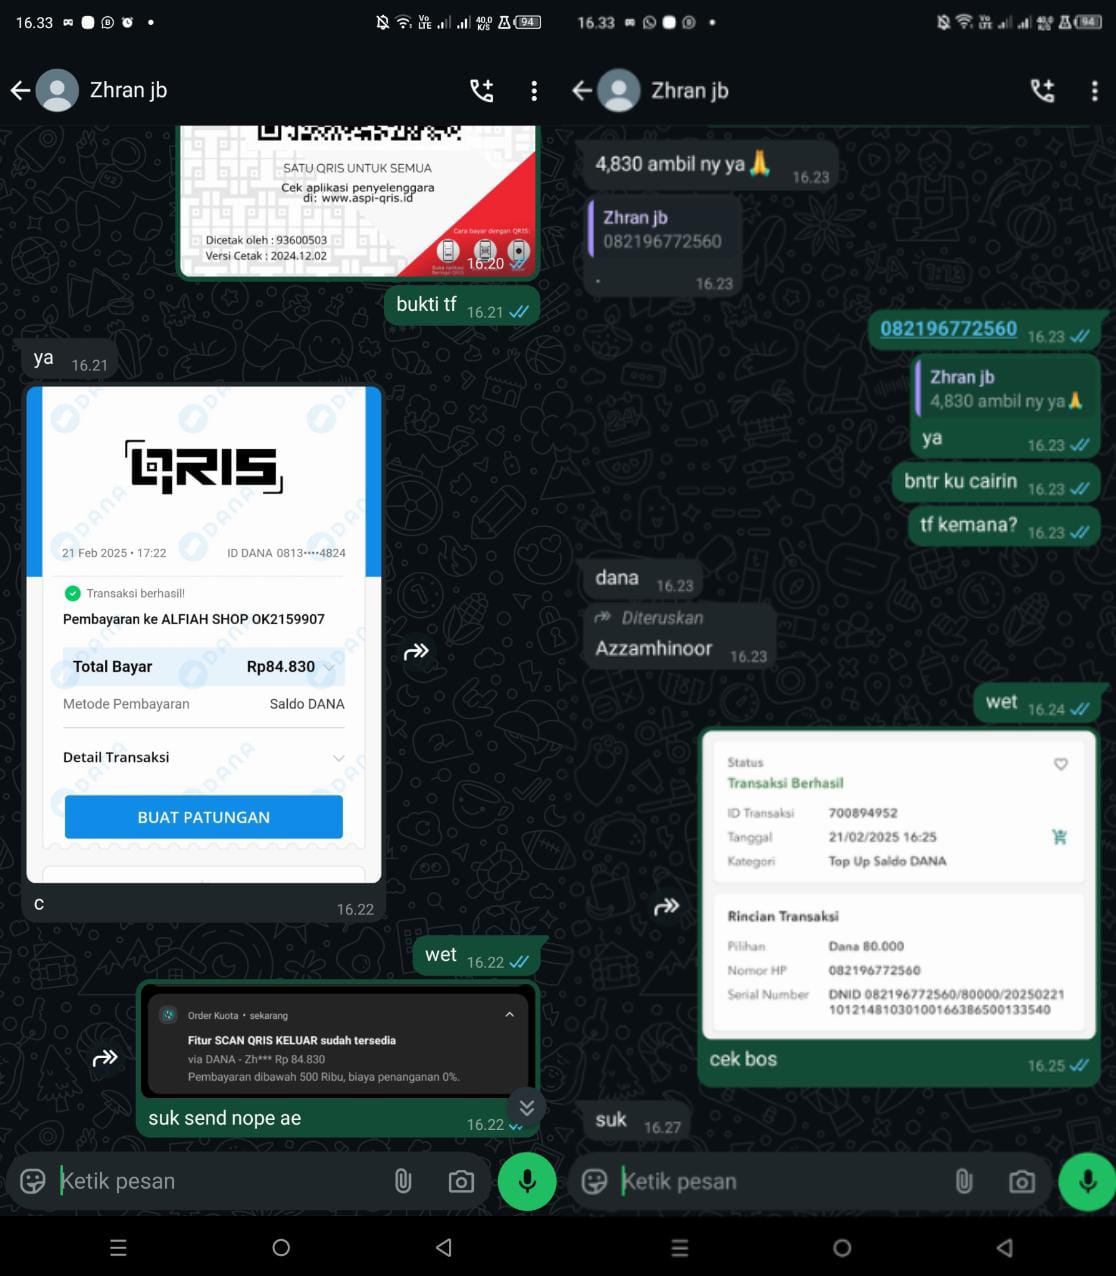 16.33
Vo LTE
40,0 K/S
94
Zhran jb
SATU QRIS UNTUK SEMUA
Cek aplikasi penyelenggara
di: www.aspi-qris.id
Cara bayar dengan QRIS:
Dicetak oleh : 93600503
Versi Cetak : 2024.12.02
16.20
bukti tf 16.21
ya 16.21
QRIS
21 Feb 2025 • 17:22 ID DANA 0813••••4824
Transaksi berhasil!
Pembayaran ke ALFIAH SHOP OK2159907
Total Bayar Rp84.830
Metode Pembayaran Saldo DANA
Detail Transaksi
DANA
BUAT PATUNGAN
c 16.22
wet 16.22
Order Kuota • sekarang
Fitur SCAN QRIS KELUAR sudah tersedia
via DANA - Zh*** Rp 84.830
Pembayaran dibawah 500 Ribu, biaya penanganan 0%.
suk send nope ae 16.22
Ketik pesan
16.33
94
Zhran jb
4,830 ambil ny ya🙏 16.23
Zhran jb
082196772560
. 16.23
082196772560 16.23
Zhran jb
4,830 ambil ny ya🙏
ya 16.23
bntr ku cairin 16.23
tf kemana? 16.23
dana 16.23
Diteruskan
Azzamhinoor 16.23
wet 16.24
Status
Transaksi Berhasil
ID Transaksi 700894952
Tanggal 21/02/2025 16:25
Kategori Top Up Saldo DANA
Rincian Transaksi
Pilihan Dana 80.000
Nomor HP 082196772560
Serial Number DNID 082196772560/80000/20250221
10121481030100166386500133540
cek bos 16.25
suk 16.27
Ketik pesan